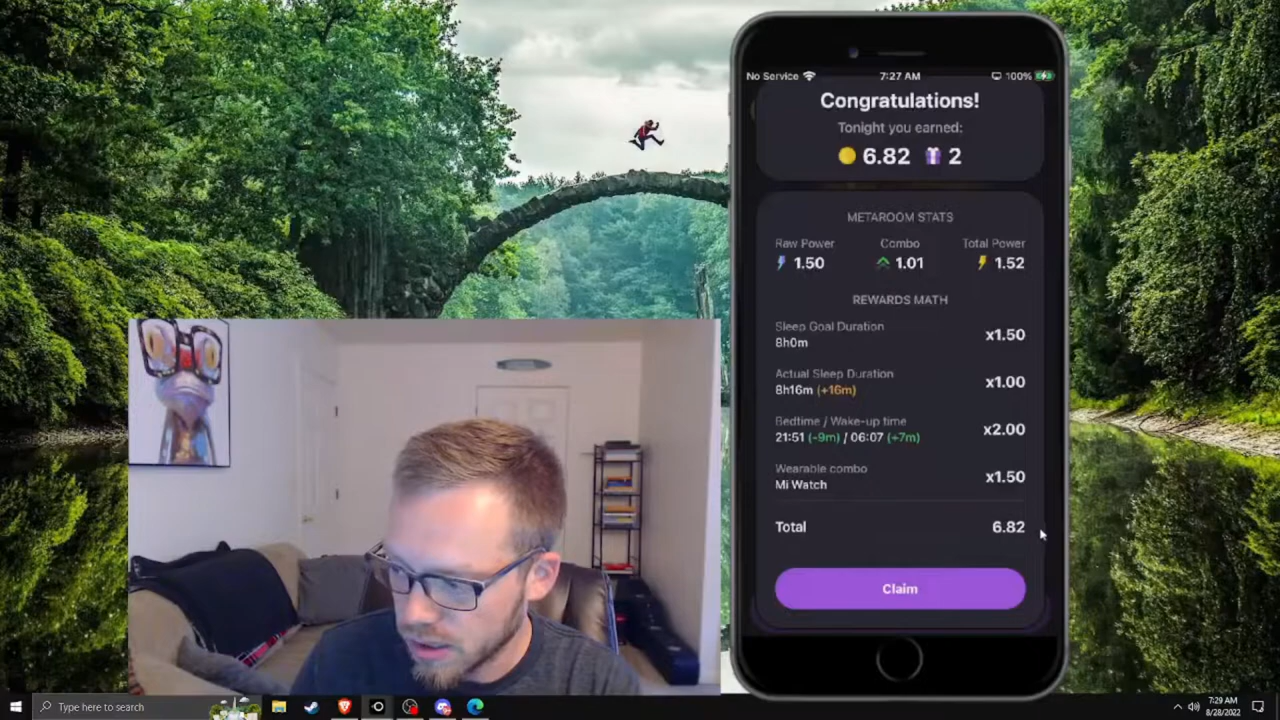 No Service
7:27 AM
100%
Congratulations!
Tonight you earned:
6.82 2
METAROOM STATS
Raw Power Combo Total Power
1.50 1.01 1.52
REWARDS MATH
Sleep Goal Duration
8h0m
x1.50
Actual Sleep Duration
8h16m (+16m)
x1.00
Bedtime / Wake-up time
21:51 (-9m) / 06:07 (+7m)
x2.00
Wearable combo
Mi Watch
x1.50
Total 6.82
Claim
Type here to search
7:29 AM
8/28/2022